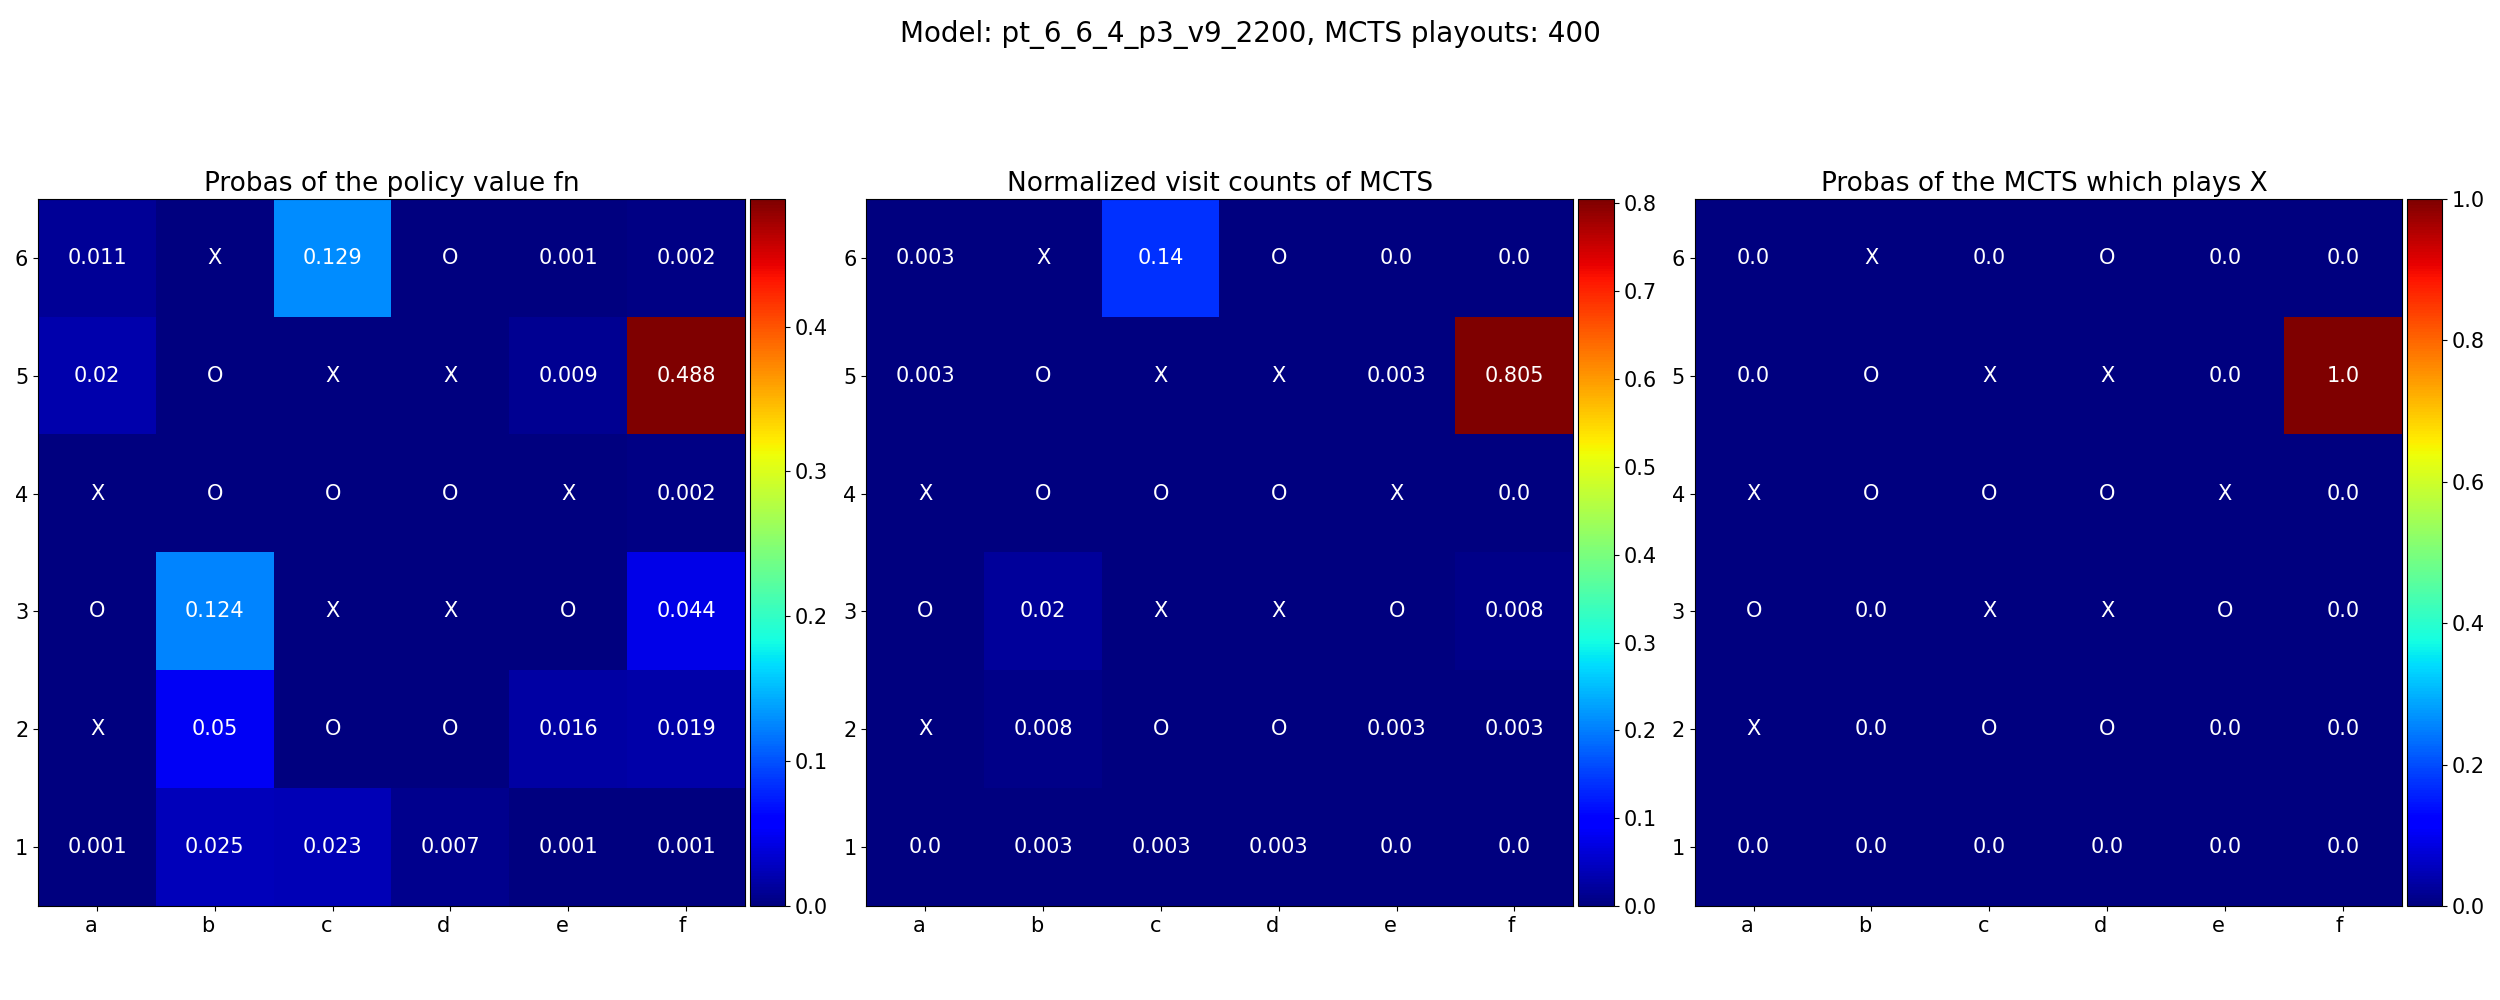 Model: pt_6_6_4_p3_v9_2200, MCTS playouts: 400
Probas of the policy value fn
6 0.011 X 0.129 O 0.001 0.002
5 0.02 O X X 0.009 0.488
4 X O O O X 0.002
3 O 0.124 X X O 0.044
2 X 0.05 O O 0.016 0.019
1 0.001 0.025 0.023 0.007 0.001 0.001
a b c d e f
0.4
0.3
0.2
0.1
0.0
Normalized visit counts of MCTS
6 0.003 X 0.14 O 0.0 0.0
5 0.003 O X X 0.003 0.805
4 X O O O X 0.0
3 O 0.02 X X O 0.008
2 X 0.008 O O 0.003 0.003
1 0.0 0.003 0.003 0.003 0.0 0.0
a b c d e f
0.8
0.7
0.6
0.5
0.4
0.3
0.2
0.1
0.0
Probas of the MCTS which plays X
6 0.0 X 0.0 O 0.0 0.0
5 0.0 O X X 0.0 1.0
4 X O O O X 0.0
3 O 0.0 X X O 0.0
2 X 0.0 O O 0.0 0.0
1 0.0 0.0 0.0 0.0 0.0 0.0
a b c d e f
1.0
0.8
0.6
0.4
0.2
0.0